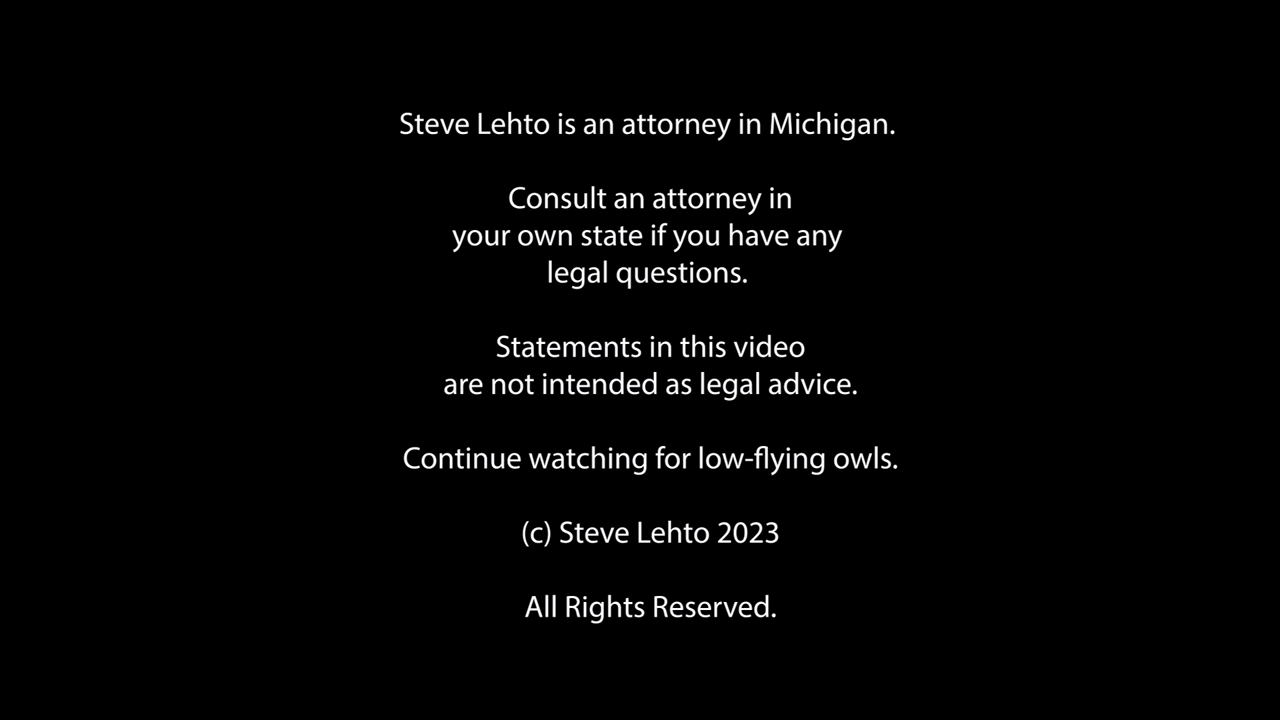 Steve Lehto is an attorney in Michigan.
Consult an attorney in
your own state if you have any
legal questions.
Statements in this video
are not intended as legal advice.
Continue watching for low-flying owls.
(c) Steve Lehto 2023
All Rights Reserved.